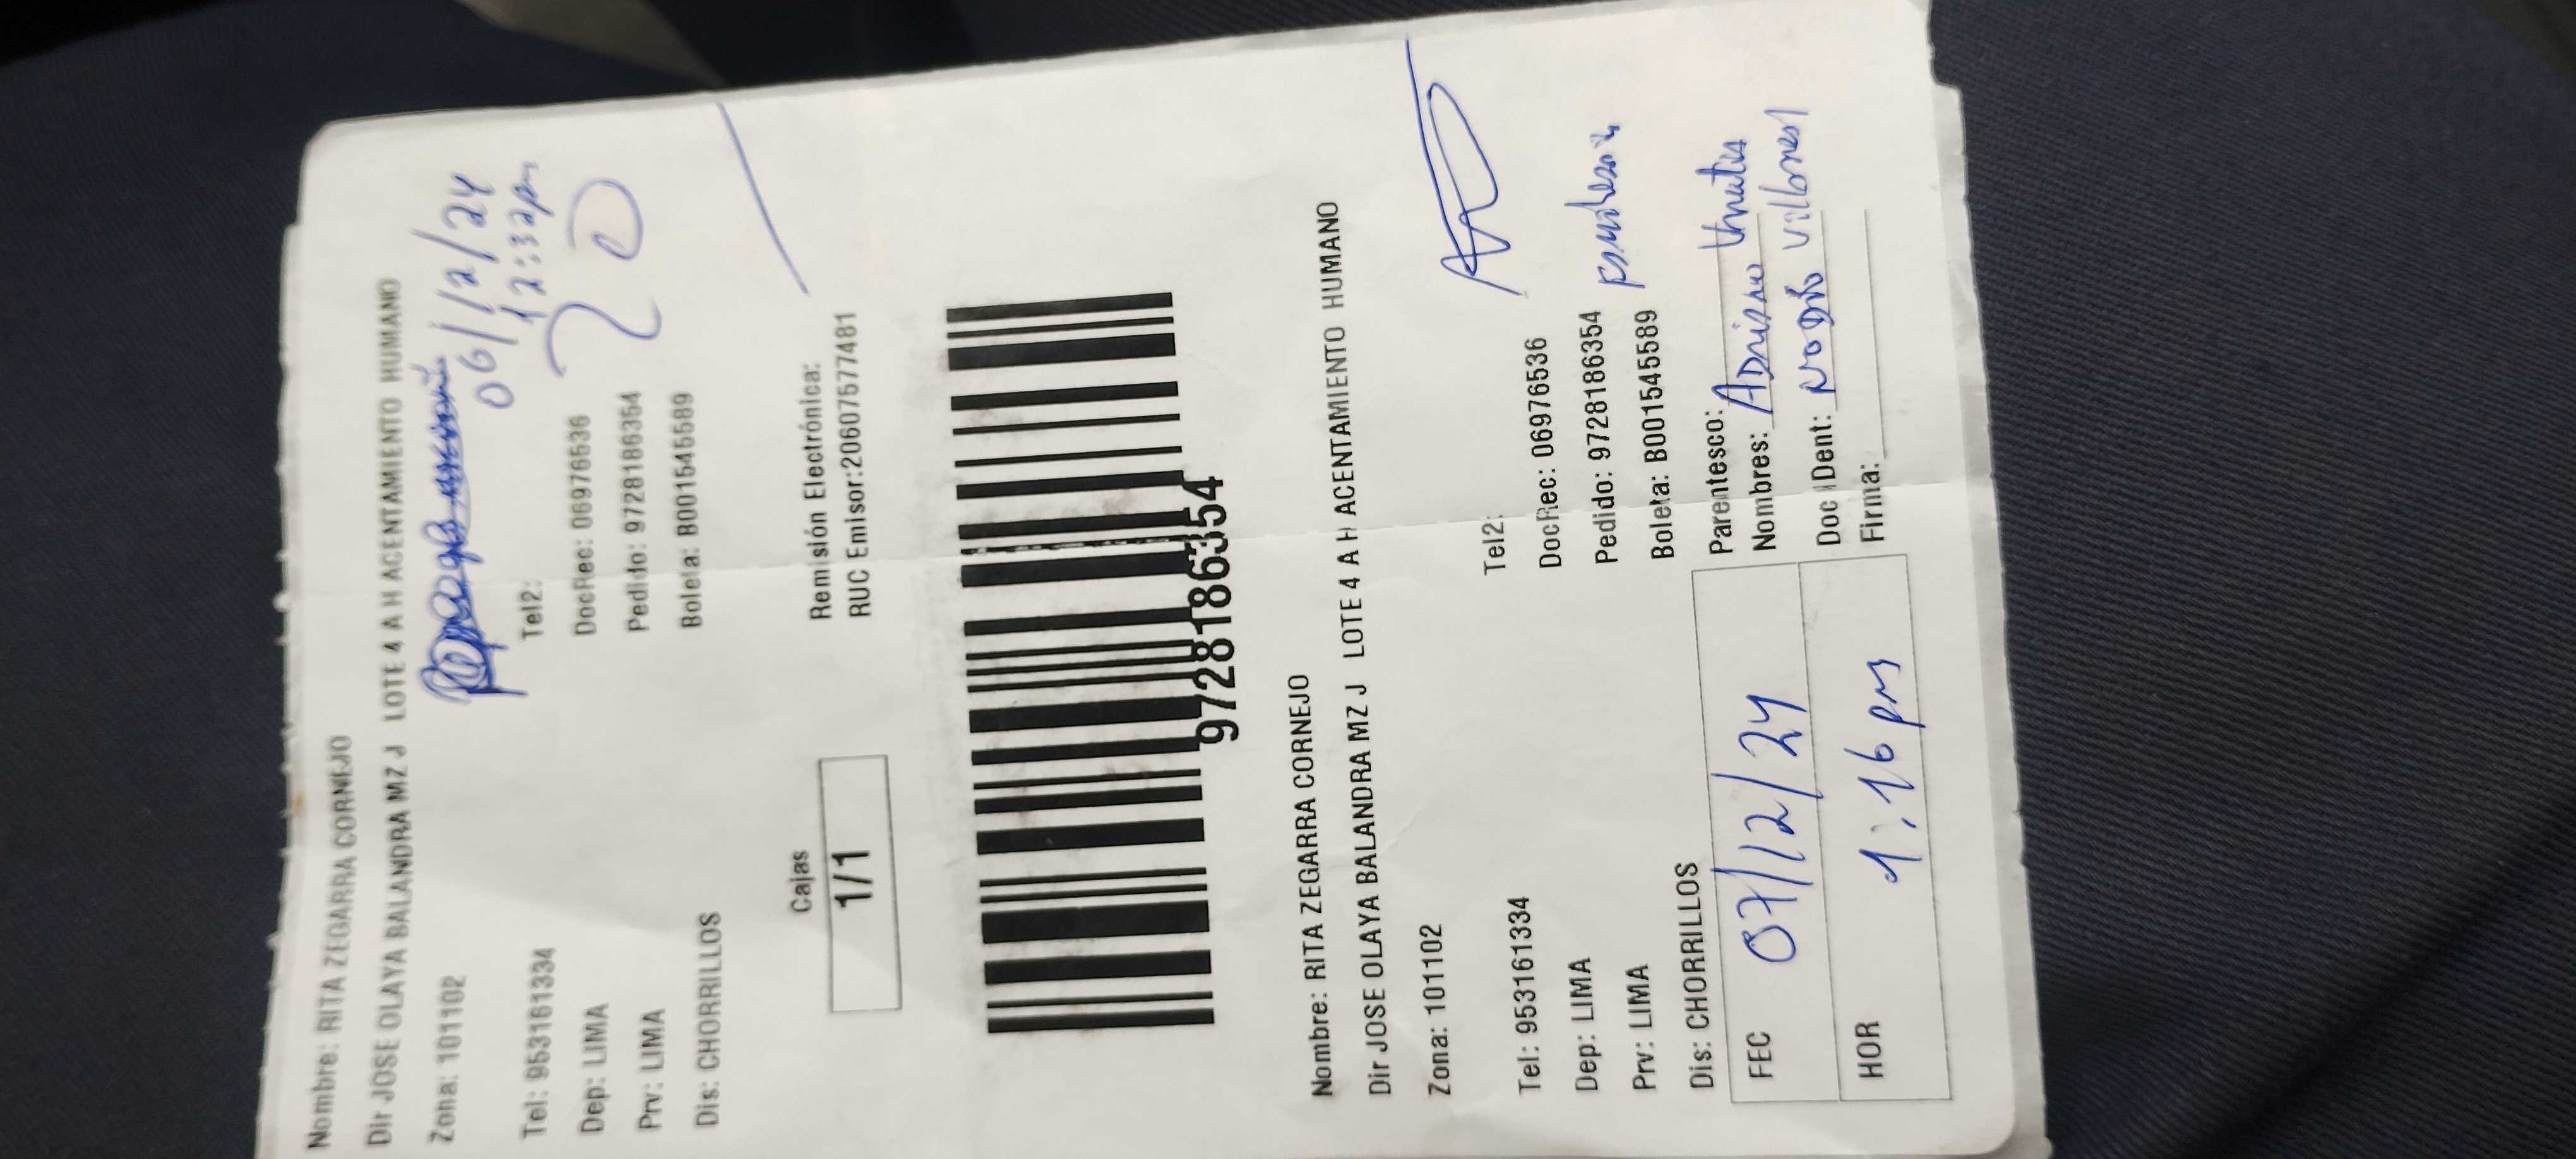 Nombre: RITA ZEGARRA CORNEJO
Dir JOSE OLAYA BALANDRA MZ J LOTE 4 A H ACENTAMIENTO HUMANO
Zona: 101102
06/12/24
12:32pm
Tel: 953161334 Tel2:
Dep: LIMA DocRec: 06976536
Prv: LIMA Pedido: 9728186354
Dis: CHORRILLOS Boleta: B001545589
Cajas
1/1
Remisión Electrónica:
RUC Emisor:20607577481
9728186354
Nombre: RITA ZEGARRA CORNEJO
Dir JOSE OLAYA BALANDRA MZ J LOTE 4 A H ACENTAMIENTO HUMANO
Zona: 101102
Tel: 953161334 Tel2:
Dep: LIMA DocRec: 06976536
Prv: LIMA Pedido: 9728186354
Dis: CHORRILLOS Boleta: B001545589
FEC 07/12/24
HOR 1:16 pm
Parentesco:
Nombres:
Doc Dent:
Firma: